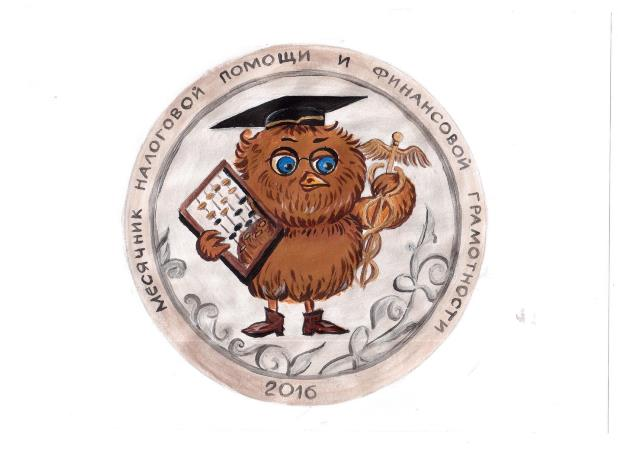 МЕСЯЧНИК НАЛОГОВОЙ ПОМОЩИ И ФИНАНСОВОЙ ГРАМОТНОСТИ
2016